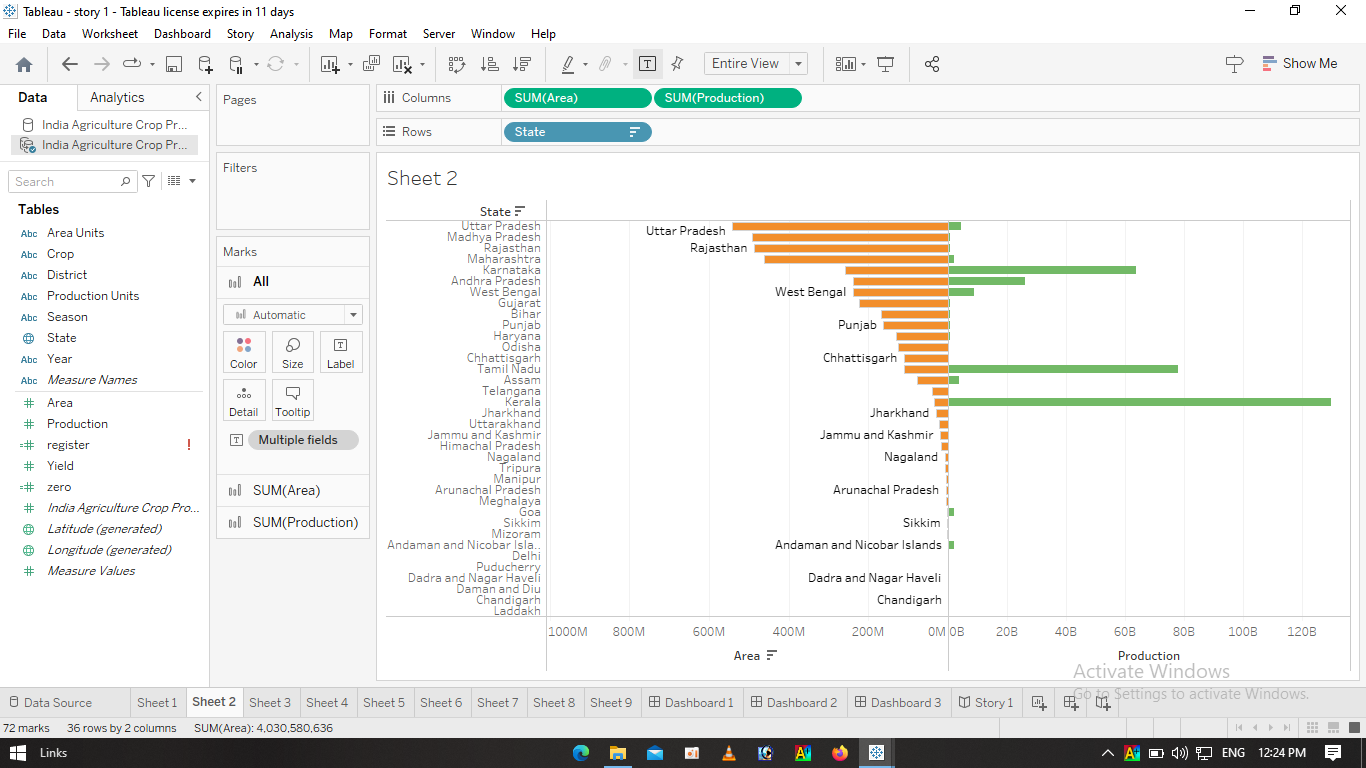 Tableau - story 1 - Tableau license expires in 11 days
File Data Worksheet Dashboard Story Analysis Map Format Server Window Help
Entire View Show Me
Data Analytics
India Agriculture Crop Pr...
India Agriculture Crop Pr...
Search
Tables
Abc Area Units
Abc Crop
Abc District
Abc Production Units
Abc Season
State
Abc Year
Abc Measure Names
Area
Production
register !
Yield
zero
India Agriculture Crop Pro...
Latitude (generated)
Longitude (generated)
Measure Values
Pages
Filters
Marks
All
Automatic
Color Size Label
Detail Tooltip
Multiple fields
SUM(Area)
SUM(Production)
Columns SUM(Area) SUM(Production)
Rows State
Sheet 2
State
Uttar Pradesh
Madhya Pradesh
Rajasthan
Maharashtra
Karnataka
Andhra Pradesh
West Bengal
Gujarat
Bihar
Punjab
Haryana
Odisha
Chhattisgarh
Tamil Nadu
Assam
Telangana
Kerala
Jharkhand
Uttarakhand
Jammu and Kashmir
Himachal Pradesh
Nagaland
Tripura
Manipur
Arunachal Pradesh
Meghalaya
Goa
Sikkim
Mizoram
Andaman and Nicobar Isla..
Delhi
Puducherry
Dadra and Nagar Haveli
Daman and Diu
Chandigarh
Laddakh
Uttar Pradesh
Rajasthan
West Bengal
Punjab
Chhattisgarh
Jharkhand
Jammu and Kashmir
Nagaland
Arunachal Pradesh
Sikkim
Andaman and Nicobar Islands
Dadra and Nagar Haveli
Chandigarh
1000M 800M 600M 400M 200M 0M 0B 20B 40B 60B 80B 100B 120B
Area Production
Activate Windows
Go to Settings to activate Windows.
Data Source Sheet 1 Sheet 2 Sheet 3 Sheet 4 Sheet 5 Sheet 6 Sheet 7 Sheet 8 Sheet 9 Dashboard 1 Dashboard 2 Dashboard 3 Story 1
72 marks 36 rows by 2 columns SUM(Area): 4,030,580,636
Links ENG 12:24 PM